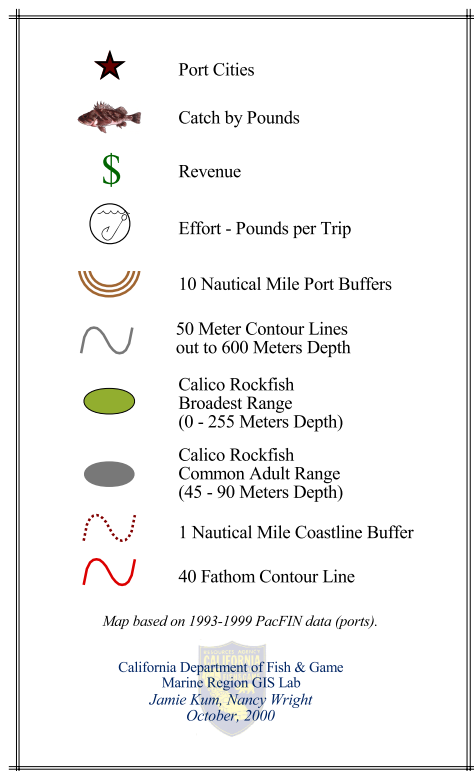 Port Cities
Catch by Pounds
$
Revenue
Effort - Pounds per Trip
10 Nautical Mile Port Buffers
50 Meter Contour Lines
out to 600 Meters Depth
Calico Rockfish
Broadest Range
(0 - 255 Meters Depth)
Calico Rockfish
Common Adult Range
(45 - 90 Meters Depth)
1 Nautical Mile Coastline Buffer
40 Fathom Contour Line
Map based on 1993-1999 PacFIN data (ports).
CALIFORNIA
California Department of Fish & Game
Marine Region GIS Lab
Jamie Kum, Nancy Wright
October, 2000